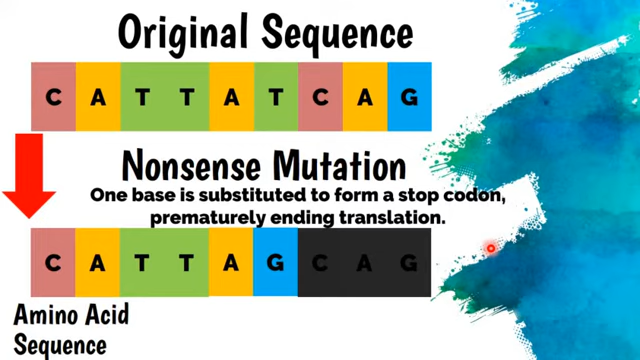 Original Sequence
C A T T A T C A G
Nonsense Mutation
One base is substituted to form a stop codon,
prematurely ending translation.
C A T T A G C A G
Amino Acid
Sequence